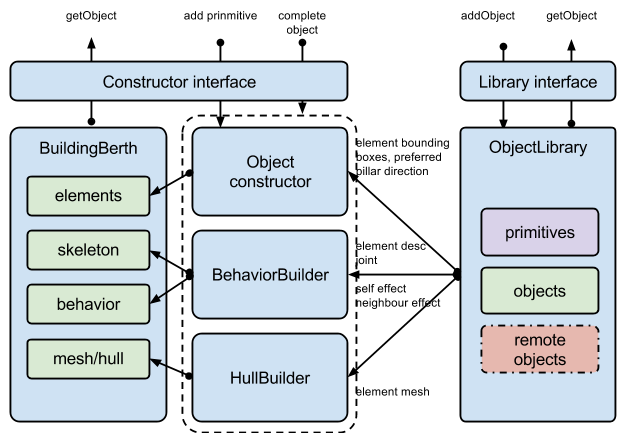 getObject
add prinmitive
complete
object
addObject
getObject
Constructor interface
Library interface
BuildingBerth
elements
skeleton
behavior
mesh/hull
Object
constructor
BehaviorBuilder
HullBuilder
element bounding
boxes, preferred
pillar direction
element desc
joint
self effect
neighbour effect
element mesh
ObjectLibrary
primitives
objects
remote
objects